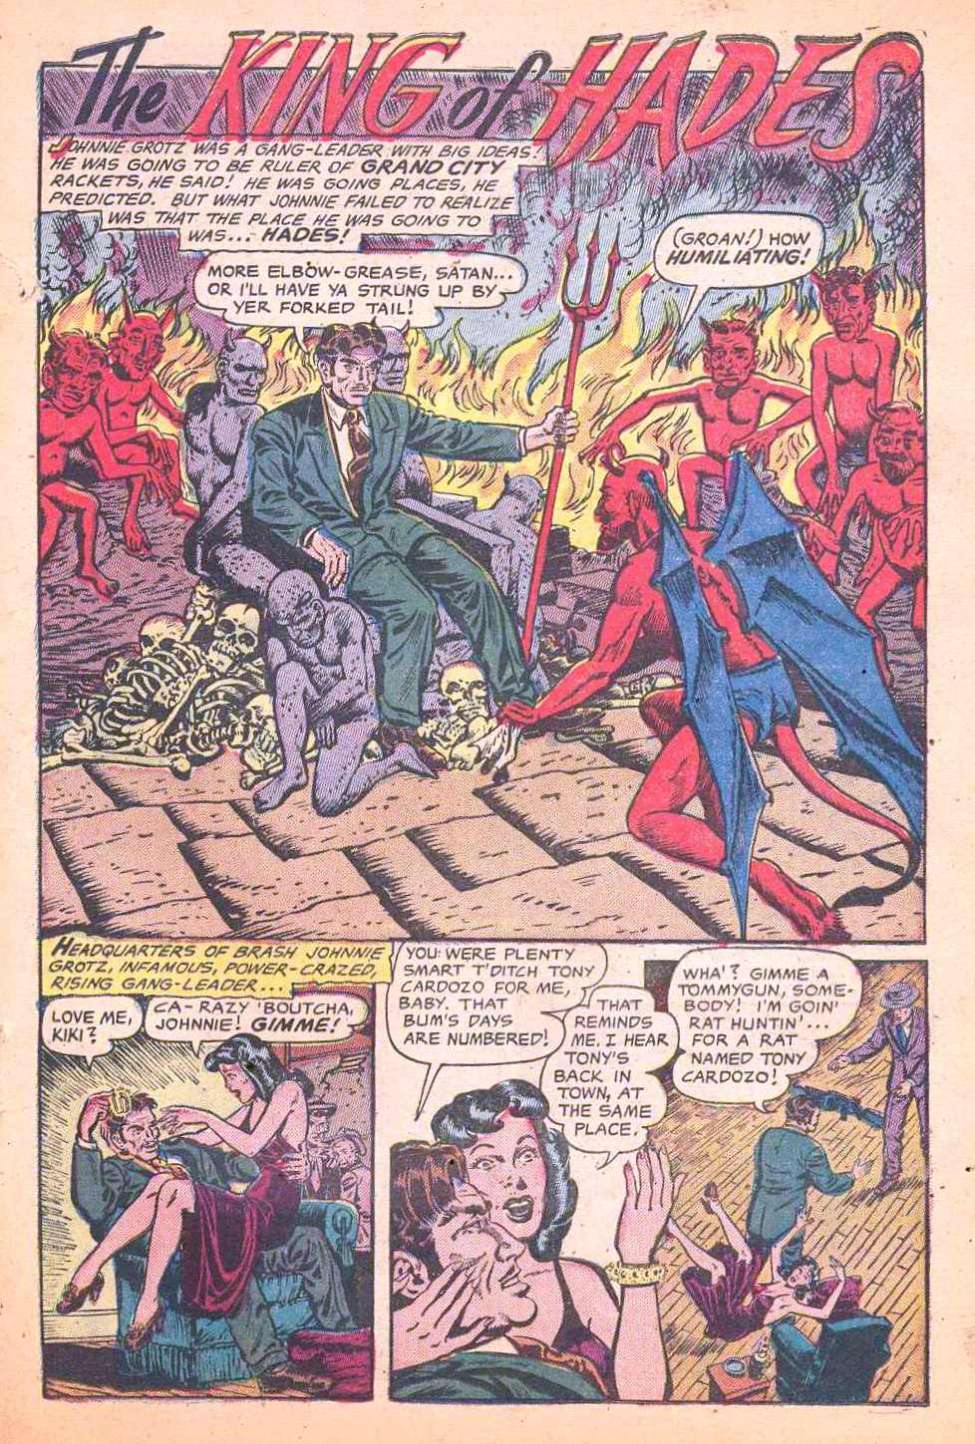 The KING of HADES
JOHNNIE GROTZ WAS A GANG-LEADER WITH BIG IDEAS!
HE WAS GOING TO BE RULER OF GRAND CITY
RACKETS, HE SAID! HE WAS GOING PLACES, HE
PREDICTED. BUT WHAT JOHNNIE FAILED TO REALIZE
WAS THAT THE PLACE HE WAS GOING TO
WAS... HADES!
MORE ELBOW-GREASE, SATAN...
OR I'LL HAVE YA STRUNG UP BY
YER FORKED TAIL!
(GROAN!) HOW
HUMILIATING!
HEADQUARTERS OF BRASH JOHNNIE
GROTZ, INFAMOUS, POWER-CRAZED,
RISING GANG-LEADER...
LOVE ME,
KIKI?
CA-RAZY 'BOUTCHA,
JOHNNIE! GIMME!
YOU WERE PLENTY
SMART T'DITCH TONY
CARDOZO FOR ME,
BABY. THAT
BUM'S DAYS
ARE NUMBERED!
THAT
REMINDS
ME. I HEAR
TONY'S
BACK IN
TOWN, AT
THE SAME
PLACE.
WHA'? GIMME A
TOMMYGUN, SOME-
BODY! I'M GOIN'
RAT HUNTIN'...
FOR A RAT
NAMED TONY
CARDOZO!